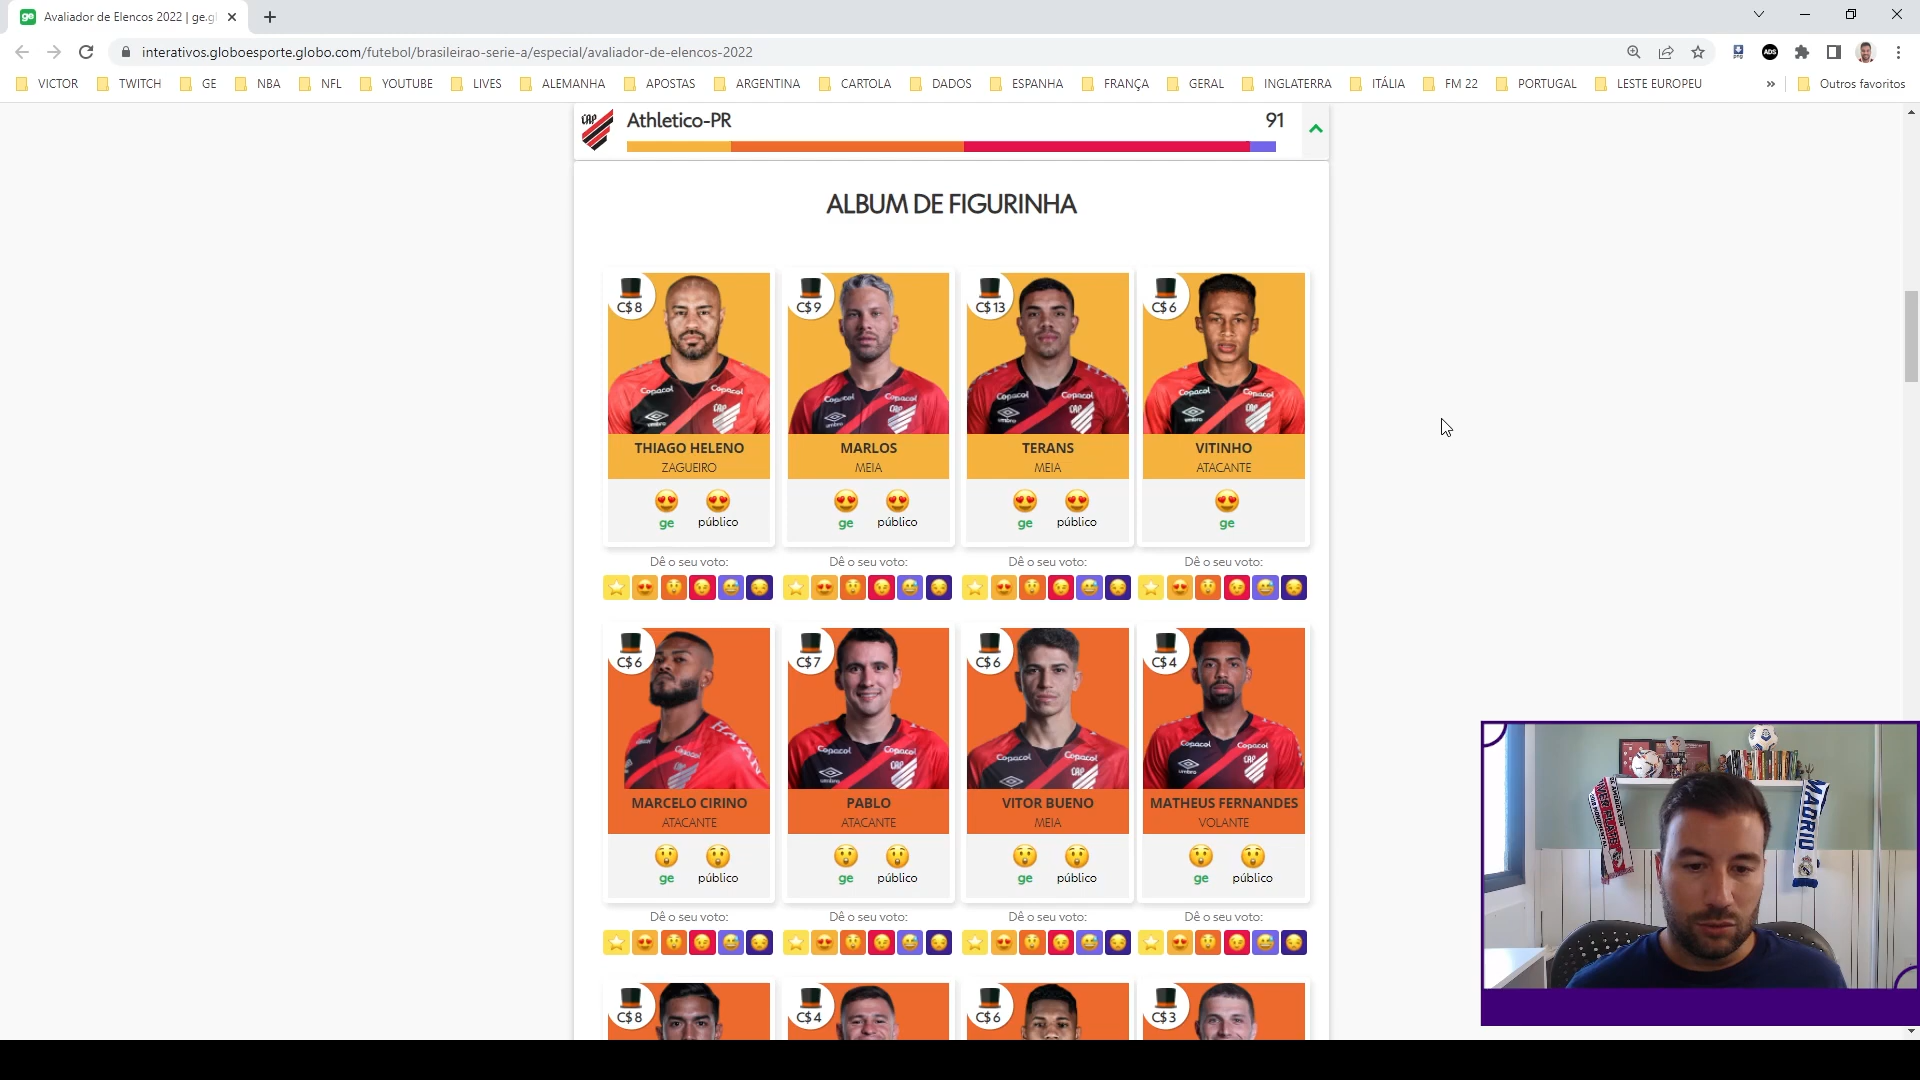 Avaliador de Elencos 2022 | ge.gl
interativos.globoesporte.globo.com/futebol/brasileirao-serie-a/especial/avaliador-de-elencos-2022
VICTOR TWITCH GE NBA NFL YOUTUBE LIVES ALEMANHA APOSTAS ARGENTINA CARTOLA DADOS ESPANHA FRANÇA GERAL INGLATERRA ITÁLIA FM 22 PORTUGAL LESTE EUROPEU » Outros favoritos
Athletico-PR 91
ALBUM DE FIGURINHA
C$ 8 C$ 9 C$ 13 C$ 6
THIAGO HELENO MARLOS TERANS VITINHO
ZAGUEIRO MEIA MEIA ATACANTE
ge público ge público ge público ge
Dê o seu voto: Dê o seu voto: Dê o seu voto: Dê o seu voto:
C$ 6 C$ 7 C$ 6 C$ 4
MARCELO CIRINO PABLO VITOR BUENO MATHEUS FERNANDES
ATACANTE ATACANTE MEIA VOLANTE
ge público ge público ge público ge público
Dê o seu voto: Dê o seu voto: Dê o seu voto: Dê o seu voto:
C$ 8 C$ 4 C$ 6 C$ 3
MADRID